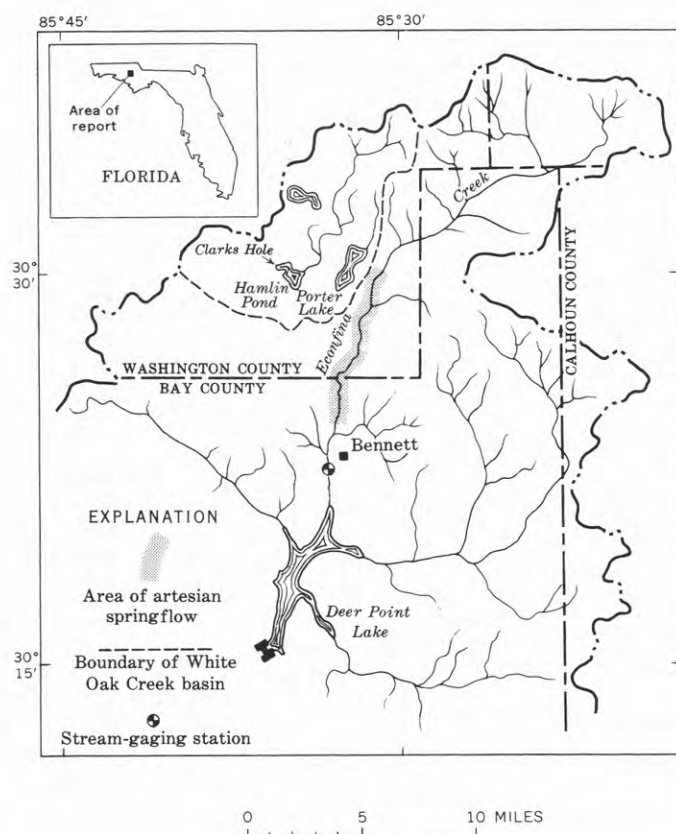 85°45'
85°30'
Area of
report
FLORIDA
Creek
Clarks Hole
30°
30'
Hamlin
Pond
Porter
Lake
Econfina
CALHOUN COUNTY
WASHINGTON COUNTY
BAY COUNTY
Bennett
EXPLANATION
Area of artesian
springflow
Deer Point
Lake
30°
15'
Boundary of White
Oak Creek basin
Stream-gaging station
0 5 10 MILES